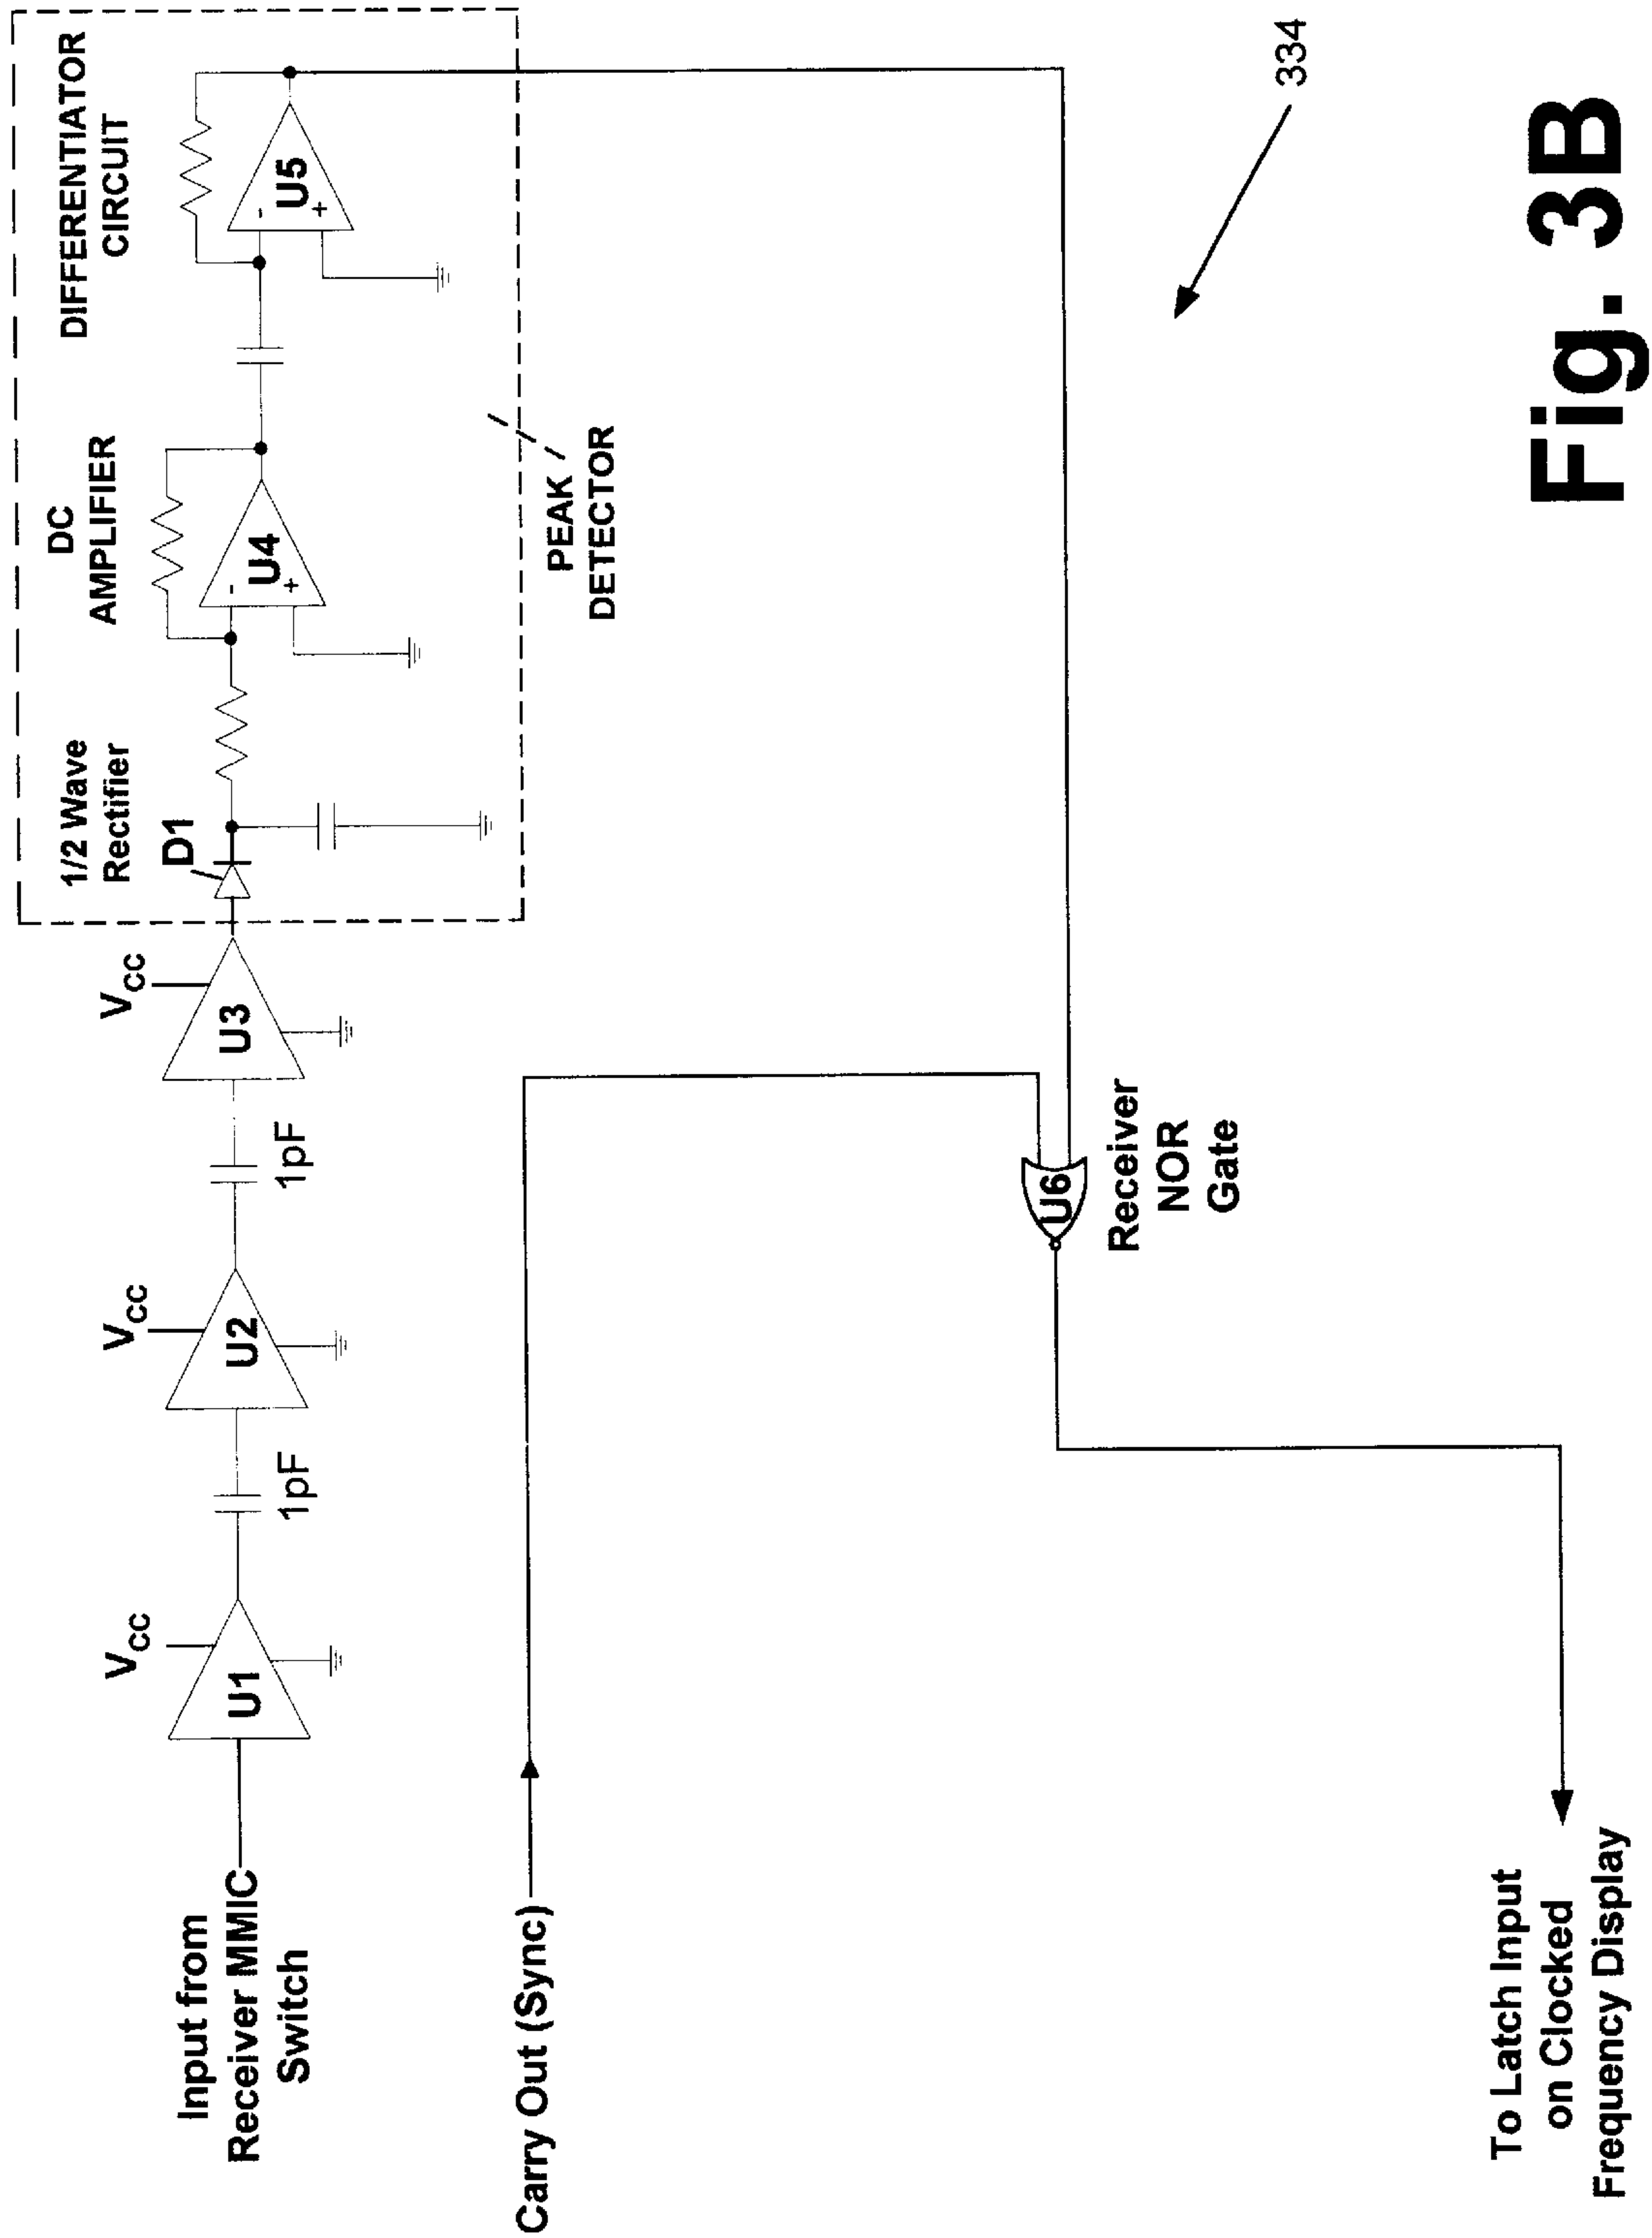 1/2 Wave
Rectifier
D1
DC
AMPLIFIER
DIFFERENTIATOR
CIRCUIT
Input from
Receiver MMIC
Switch
VCC
U1
1pF
VCC
U2
1pF
VCC
U3
-
U4
+
-
U5
+
PEAK
DETECTOR
Carry Out (Sync)
U6
Receiver
NOR
Gate
334
To Latch Input
on Clocked
Frequency Display
Fig. 3B